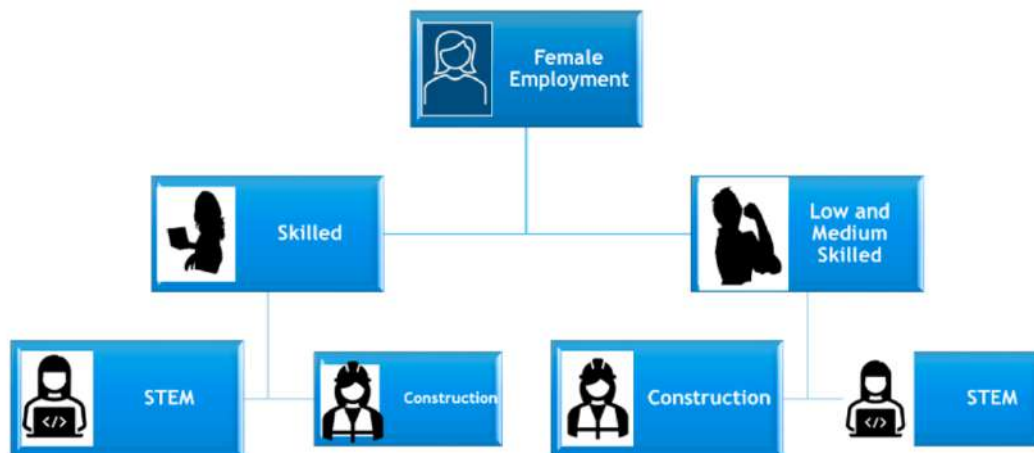 Female
Employment
Skilled
Low and
Medium
Skilled
STEM
Construction
Construction
STEM
</>
</>